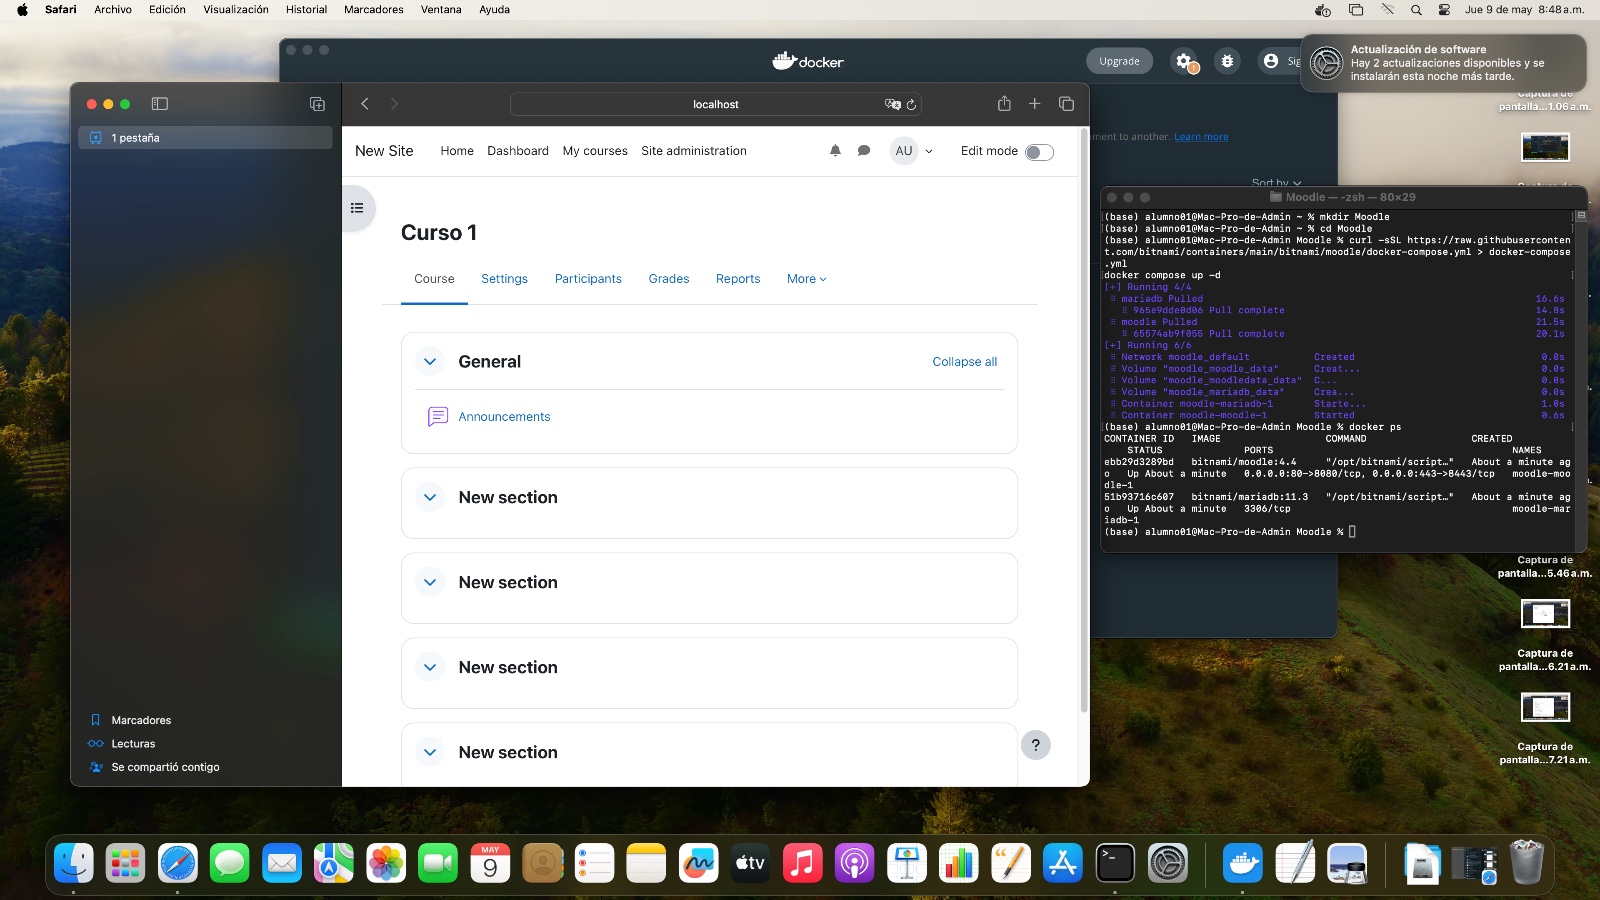 Safari Archivo Edición Visualización Historial Marcadores Ventana Ayuda Jue 9 de may 8:48 a.m.
docker Upgrade
Actualización de software
Hay 2 actualizaciones disponibles y se
instalarán esta noche más tarde.
pantalla...1.06 a.m.
1 pestaña
localhost
ment to another. Learn more
Sort by
New Site Home Dashboard My courses Site administration AU Edit mode
Curso 1
Course Settings Participants Grades Reports More
General Collapse all
Announcements
New section
New section
New section
New section
?
Marcadores
Lecturas
Se compartió contigo
Moodle — -zsh — 80×29
(base) alumno01@Mac-Pro-de-Admin ~ % mkdir Moodle
(base) alumno01@Mac-Pro-de-Admin ~ % cd Moodle
(base) alumno01@Mac-Pro-de-Admin Moodle % curl -sSL https://raw.githubuserconten
t.com/bitnami/containers/main/bitnami/moodle/docker-compose.yml > docker-compose
.yml
docker compose up -d
[+] Running 4/4
mariadb Pulled 16.6s
965e9dde0d06 Pull complete 14.8s
moodle Pulled 21.5s
65574ab9f055 Pull complete 20.1s
[+] Running 6/6
Network moodle_default Created 0.0s
Volume "moodle_moodle_data" Creat... 0.0s
Volume "moodle_moodledata_data" C... 0.0s
Volume "moodle_mariadb_data" Crea... 0.0s
Container moodle-mariadb-1 Starte... 1.0s
Container moodle-moodle-1 Started 0.6s
(base) alumno01@Mac-Pro-de-Admin Moodle % docker ps
CONTAINER ID IMAGE COMMAND CREATED
STATUS PORTS NAMES
ebb29d3289bd bitnami/moodle:4.4 "/opt/bitnami/script…" About a minute ag
o Up About a minute 0.0.0.0:80->8080/tcp, 0.0.0.0:443->8443/tcp moodle-moo
dle-1
51b93716c607 bitnami/mariadb:11.3 "/opt/bitnami/script…" About a minute ag
o Up About a minute 3306/tcp moodle-mar
iadb-1
(base) alumno01@Mac-Pro-de-Admin Moodle %
Captura de
pantalla...5.46 a.m.
Captura de
pantalla...6.21 a.m.
Captura de
pantalla...7.21 a.m.
MAY
9
tv